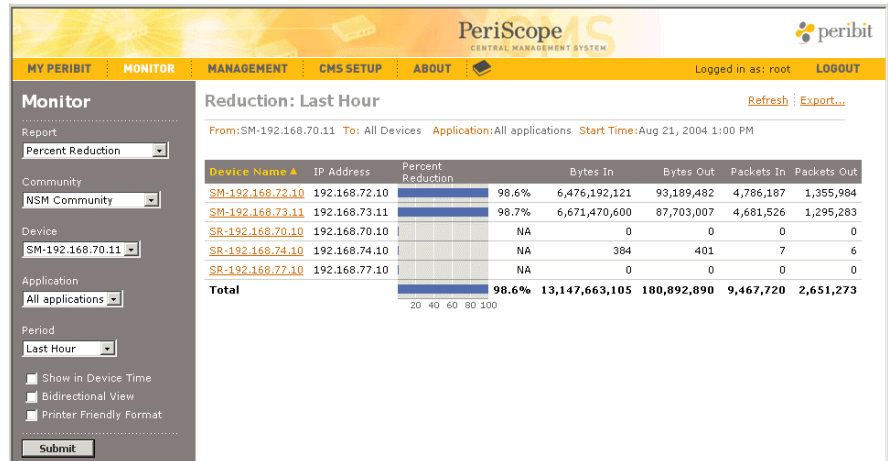 PeriScope
CENTRAL MANAGEMENT SYSTEM
CMS
peribit
MY PERIBIT MONITOR MANAGEMENT CMS SETUP ABOUT Logged in as: root LOGOUT
Monitor
Report
Percent Reduction
Community
NSM Community
Device
SM-192.168.70.11
Application
All applications
Period
Last Hour
Show in Device Time
Bidirectional View
Printer Friendly Format
Submit
Reduction: Last Hour
Refresh Export...
From:SM-192.168.70.11 To: All Devices Application:All applications Start Time:Aug 21, 2004 1:00 PM
Device Name IP Address Percent Reduction Bytes In Bytes Out Packets In Packets Out
SM-192.168.72.10 192.168.72.10 98.6% 6,476,192,121 93,189,482 4,786,187 1,355,984
SM-192.168.73.11 192.168.73.11 98.7% 6,671,470,600 87,703,007 4,681,526 1,295,283
SR-192.168.70.10 192.168.70.10 NA 0 0 0 0
SR-192.168.74.10 192.168.74.10 NA 384 401 7 6
SR-192.168.77.10 192.168.77.10 NA 0 0 0 0
Total 98.6% 13,147,663,105 180,892,890 9,467,720 2,651,273
20 40 60 80 100